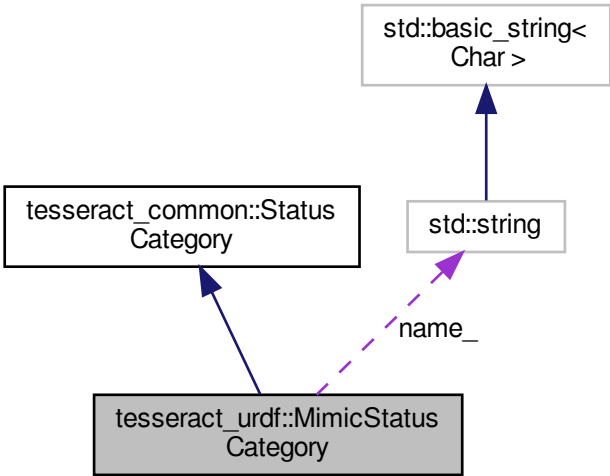 std::basic_string<
Char >
tesseract_common::Status
Category
std::string
name_
tesseract_urdf::MimicStatus
Category